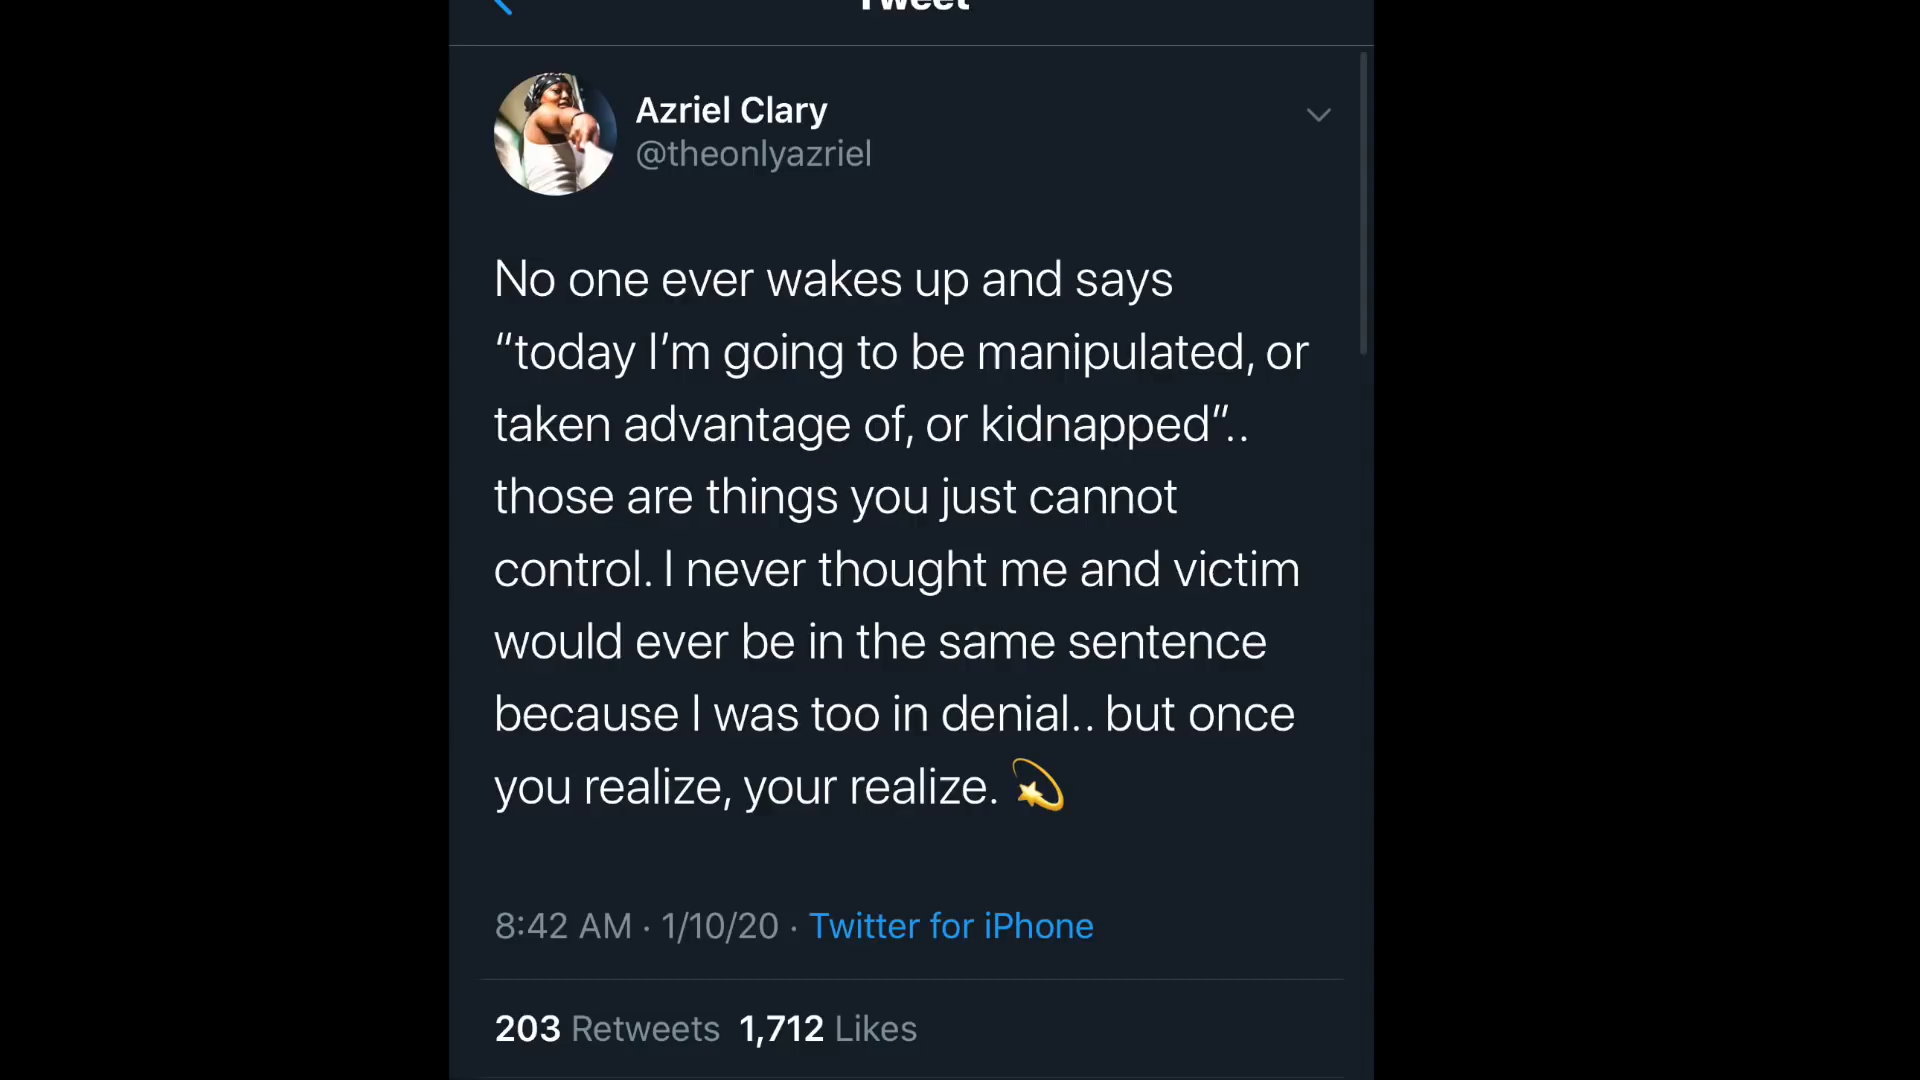 Tweet
Azriel Clary
@theonlyazriel
No one ever wakes up and says
“today I’m going to be manipulated, or
taken advantage of, or kidnapped”..
those are things you just cannot
control. I never thought me and victim
would ever be in the same sentence
because I was too in denial.. but once
you realize, your realize. 💫
8:42 AM · 1/10/20 · Twitter for iPhone
203 Retweets 1,712 Likes